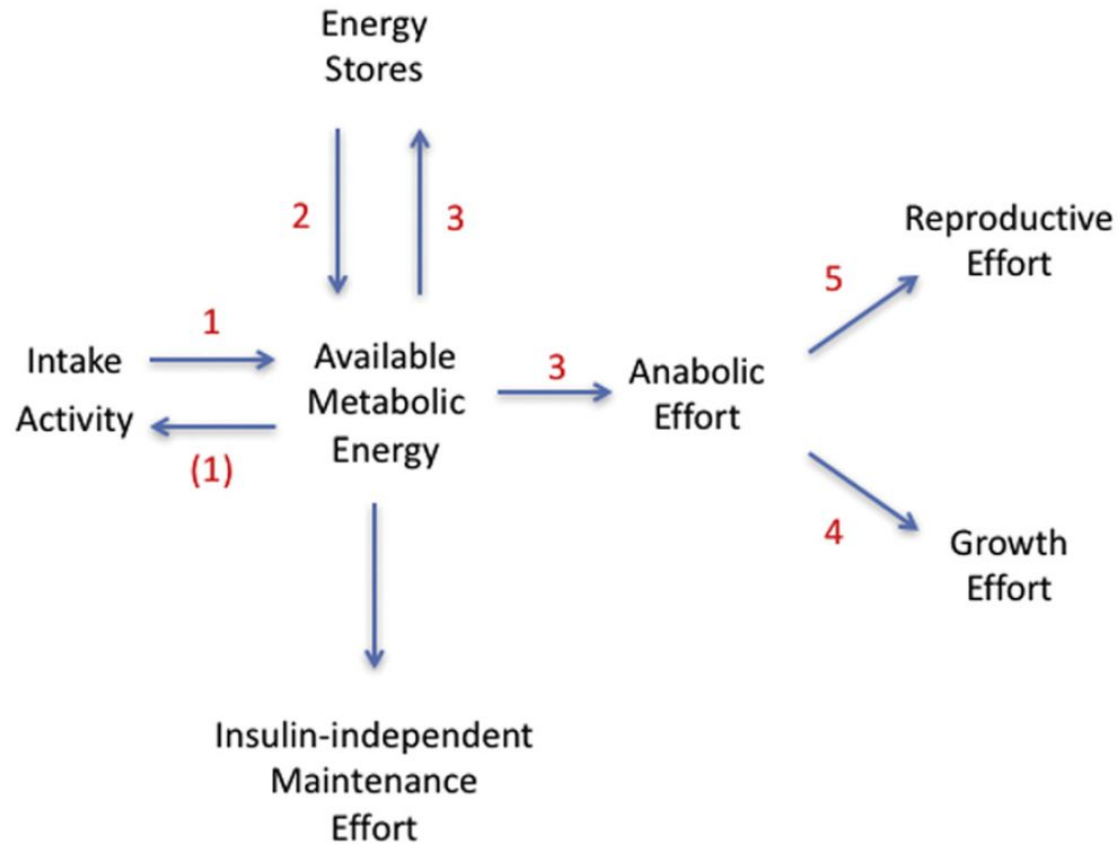 Energy
Stores
2
3
Reproductive
Effort
5
1
Intake
Activity
(1)
Available
Metabolic
Energy
3
Anabolic
Effort
4
Growth
Effort
Insulin-independent
Maintenance
Effort